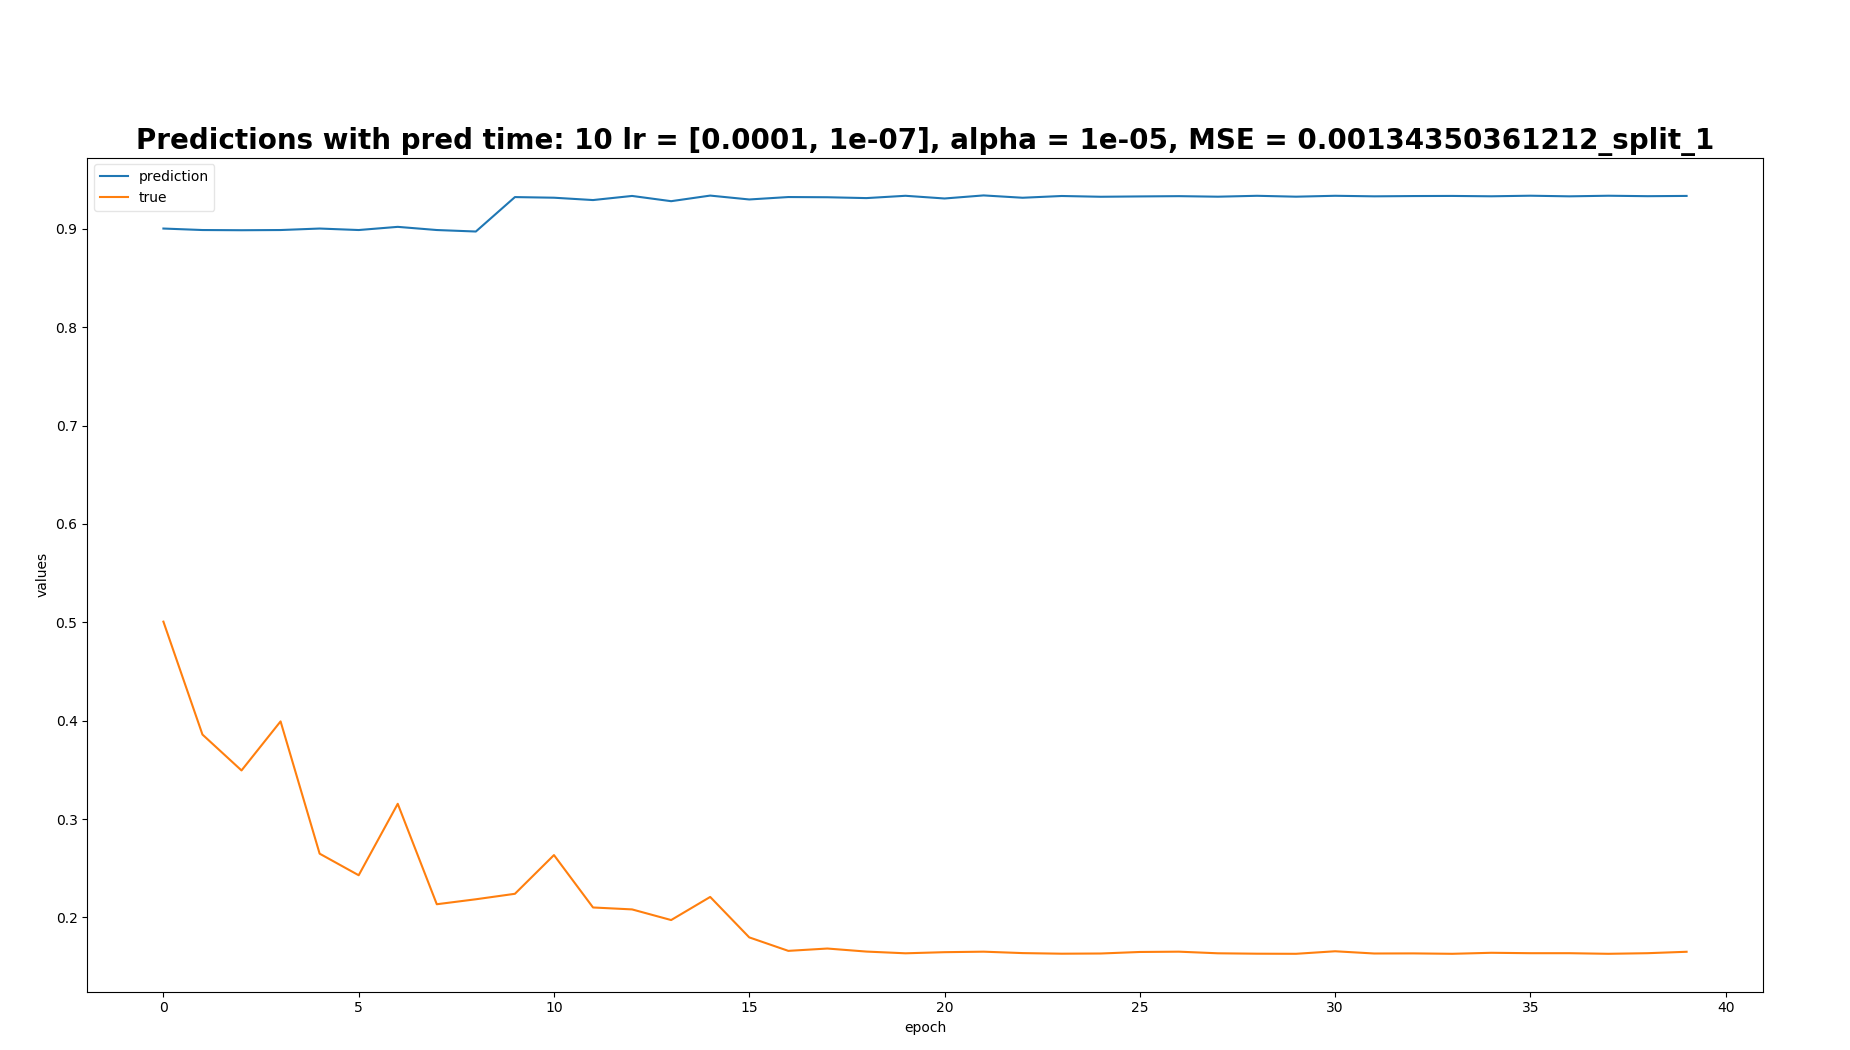 Predictions with pred time: 10 lr = [0.0001, 1e-07], alpha = 1e-05, MSE = 0.00134350361212_split_1
prediction
true
0.9
0.8
0.7
0.6
0.5
0.4
0.3
0.2
values
0 5 10 15 20 25 30 35 40
epoch